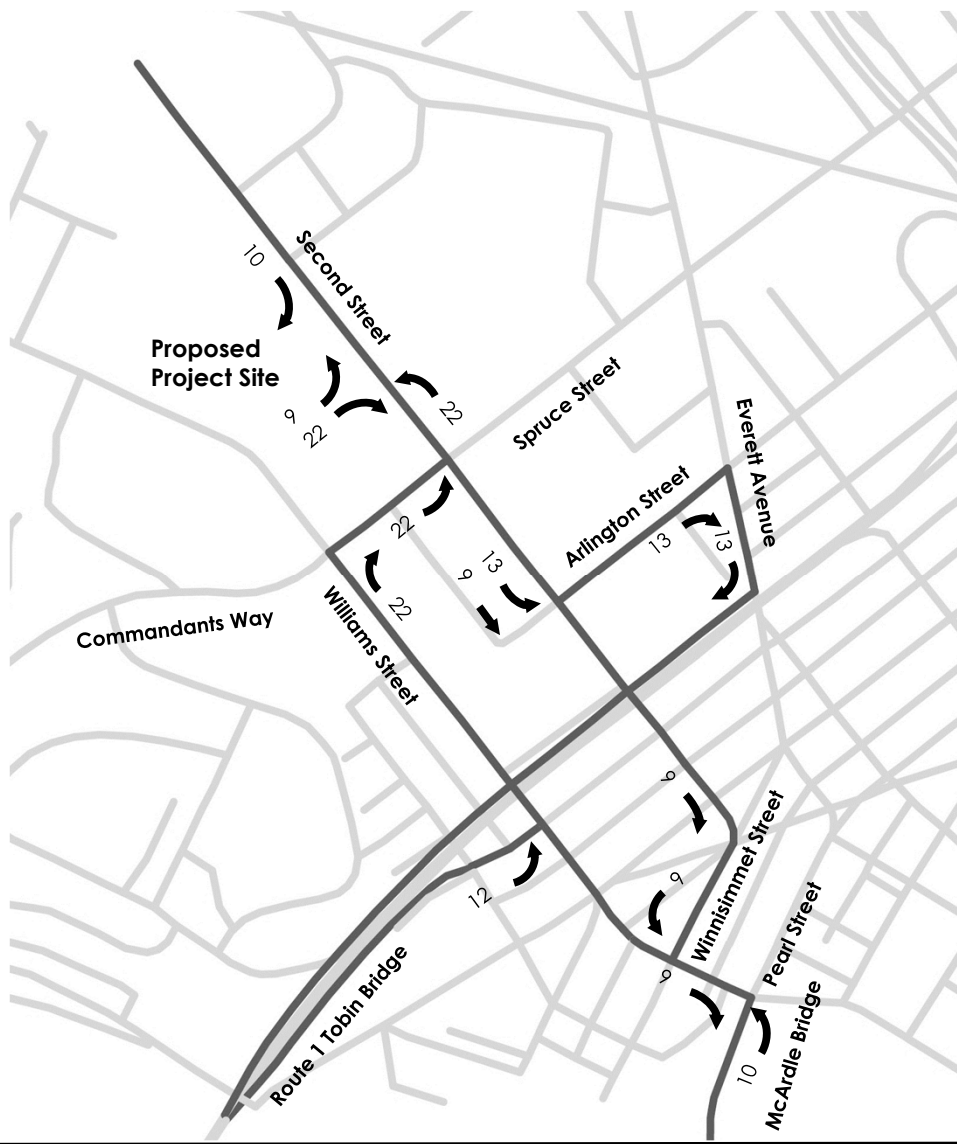 10
Second Street
Proposed
Project Site
9
22
22
Spruce Street
Everett Avenue
Arlington Street
13
13
22
13
9
22
Williams Street
Commandants Way
9
9
Winnisimmet Street
12
Pearl Street
9
Route 1 Tobin Bridge
McArdle Bridge
10